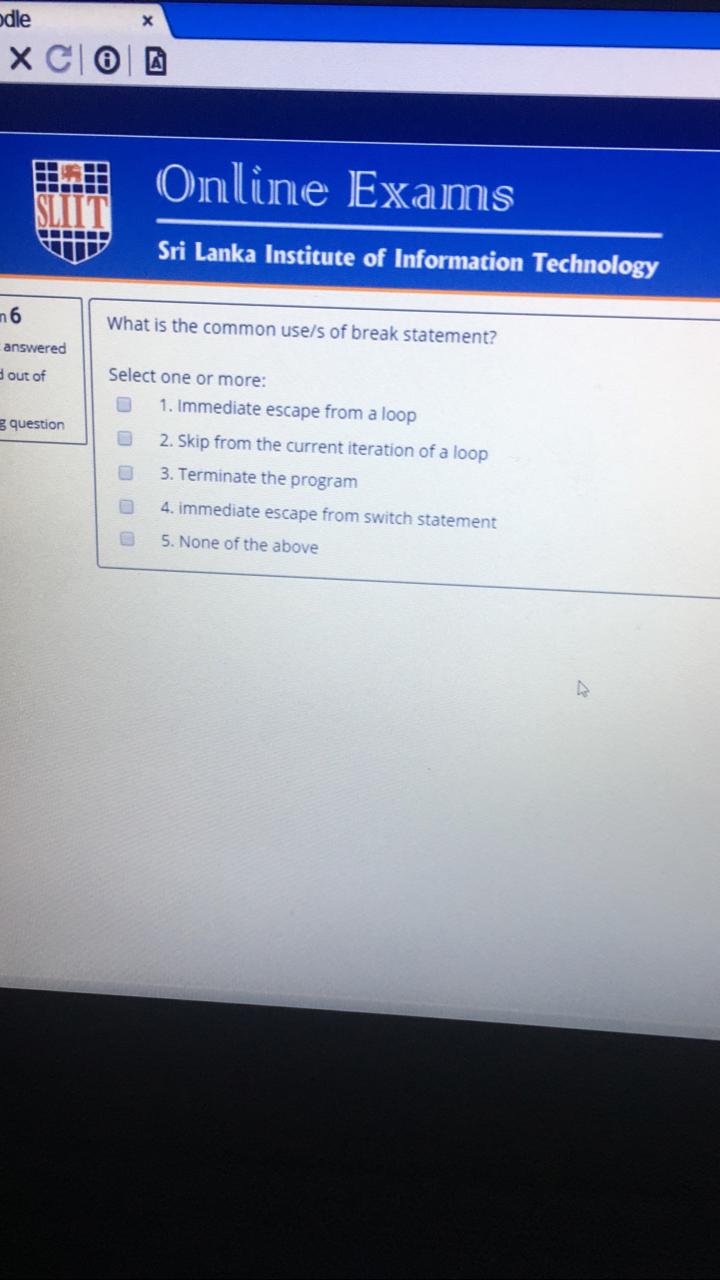 odle x
Online Exams
SLIIT
Sri Lanka Institute of Information Technology
n 6
answered
d out of
g question
What is the common use/s of break statement?
Select one or more:
1. Immediate escape from a loop
2. Skip from the current iteration of a loop
3. Terminate the program
4. immediate escape from switch statement
5. None of the above